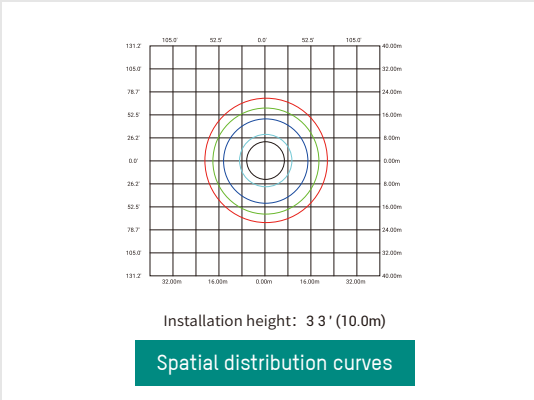 105.0' 52.5' 0.0' 52.5' 105.0'
131.2' 40.00m
105.0' 32.00m
78.7' 24.00m
52.5' 16.00m
26.2' 8.00m
0.0' 0.00m
26,2' 8.00m
52.5' 16.00m
78.7' 24.00m
105.0' 32.00m
131.2' 40.00m
32.00m 16.00m 0.00m 16.00m 32.00m
Installation height：3 3 ' (10.0m)
Spatial distribution curves